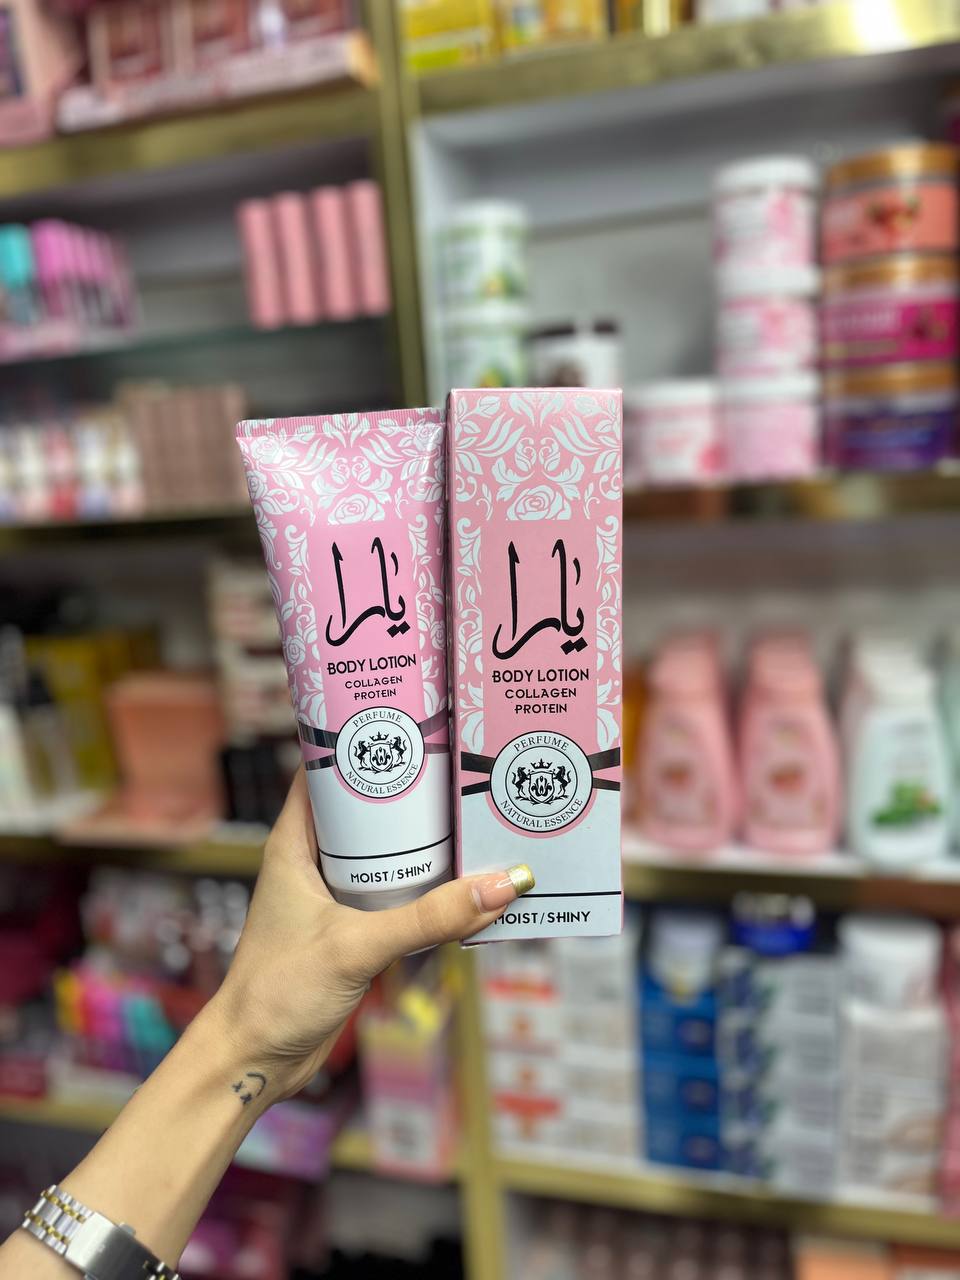 يارا
BODY LOTION
COLLAGEN
PROTEIN
PERFUME
NATURAL ESSENCE
MOIST/SHINY
يارا
BODY LOTION
COLLAGEN
PROTEIN
PERFUME
NATURAL ESSENCE
MOIST/SHINY